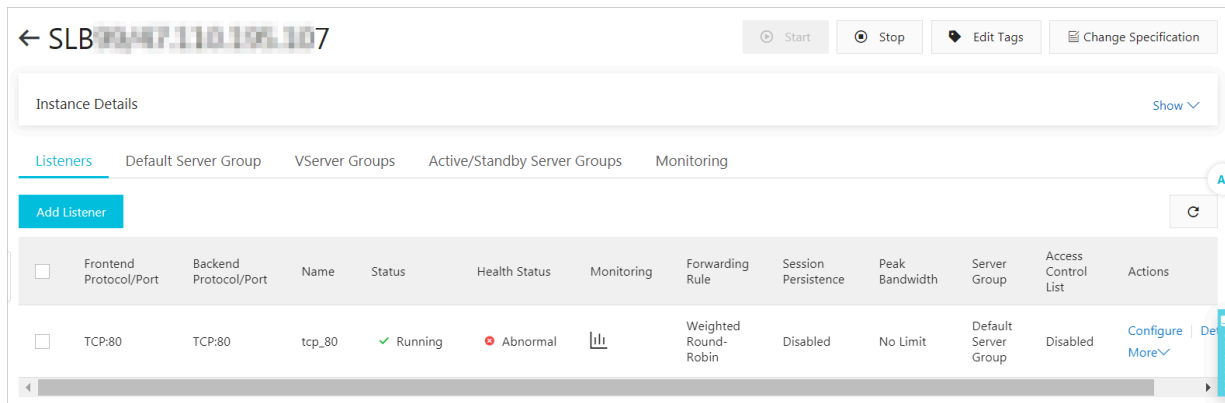 SLB
7
Start
Stop
Edit Tags
Change Specification
Instance Details
Show
Listeners
Default Server Group
VServer Groups
Active/Standby Server Groups
Monitoring
A
Add Listener
Frontend
Protocol/Port
Backend
Protocol/Port
Name
Status
Health Status
Monitoring
Forwarding
Rule
Session
Persistence
Peak
Bandwidth
Server
Group
Access
Control
List
Actions
TCP:80
TCP:80
tcp_80
Running
Abnormal
Weighted
Round-
Robin
Disabled
No Limit
Default
Server
Group
Disabled
Configure | Det
More